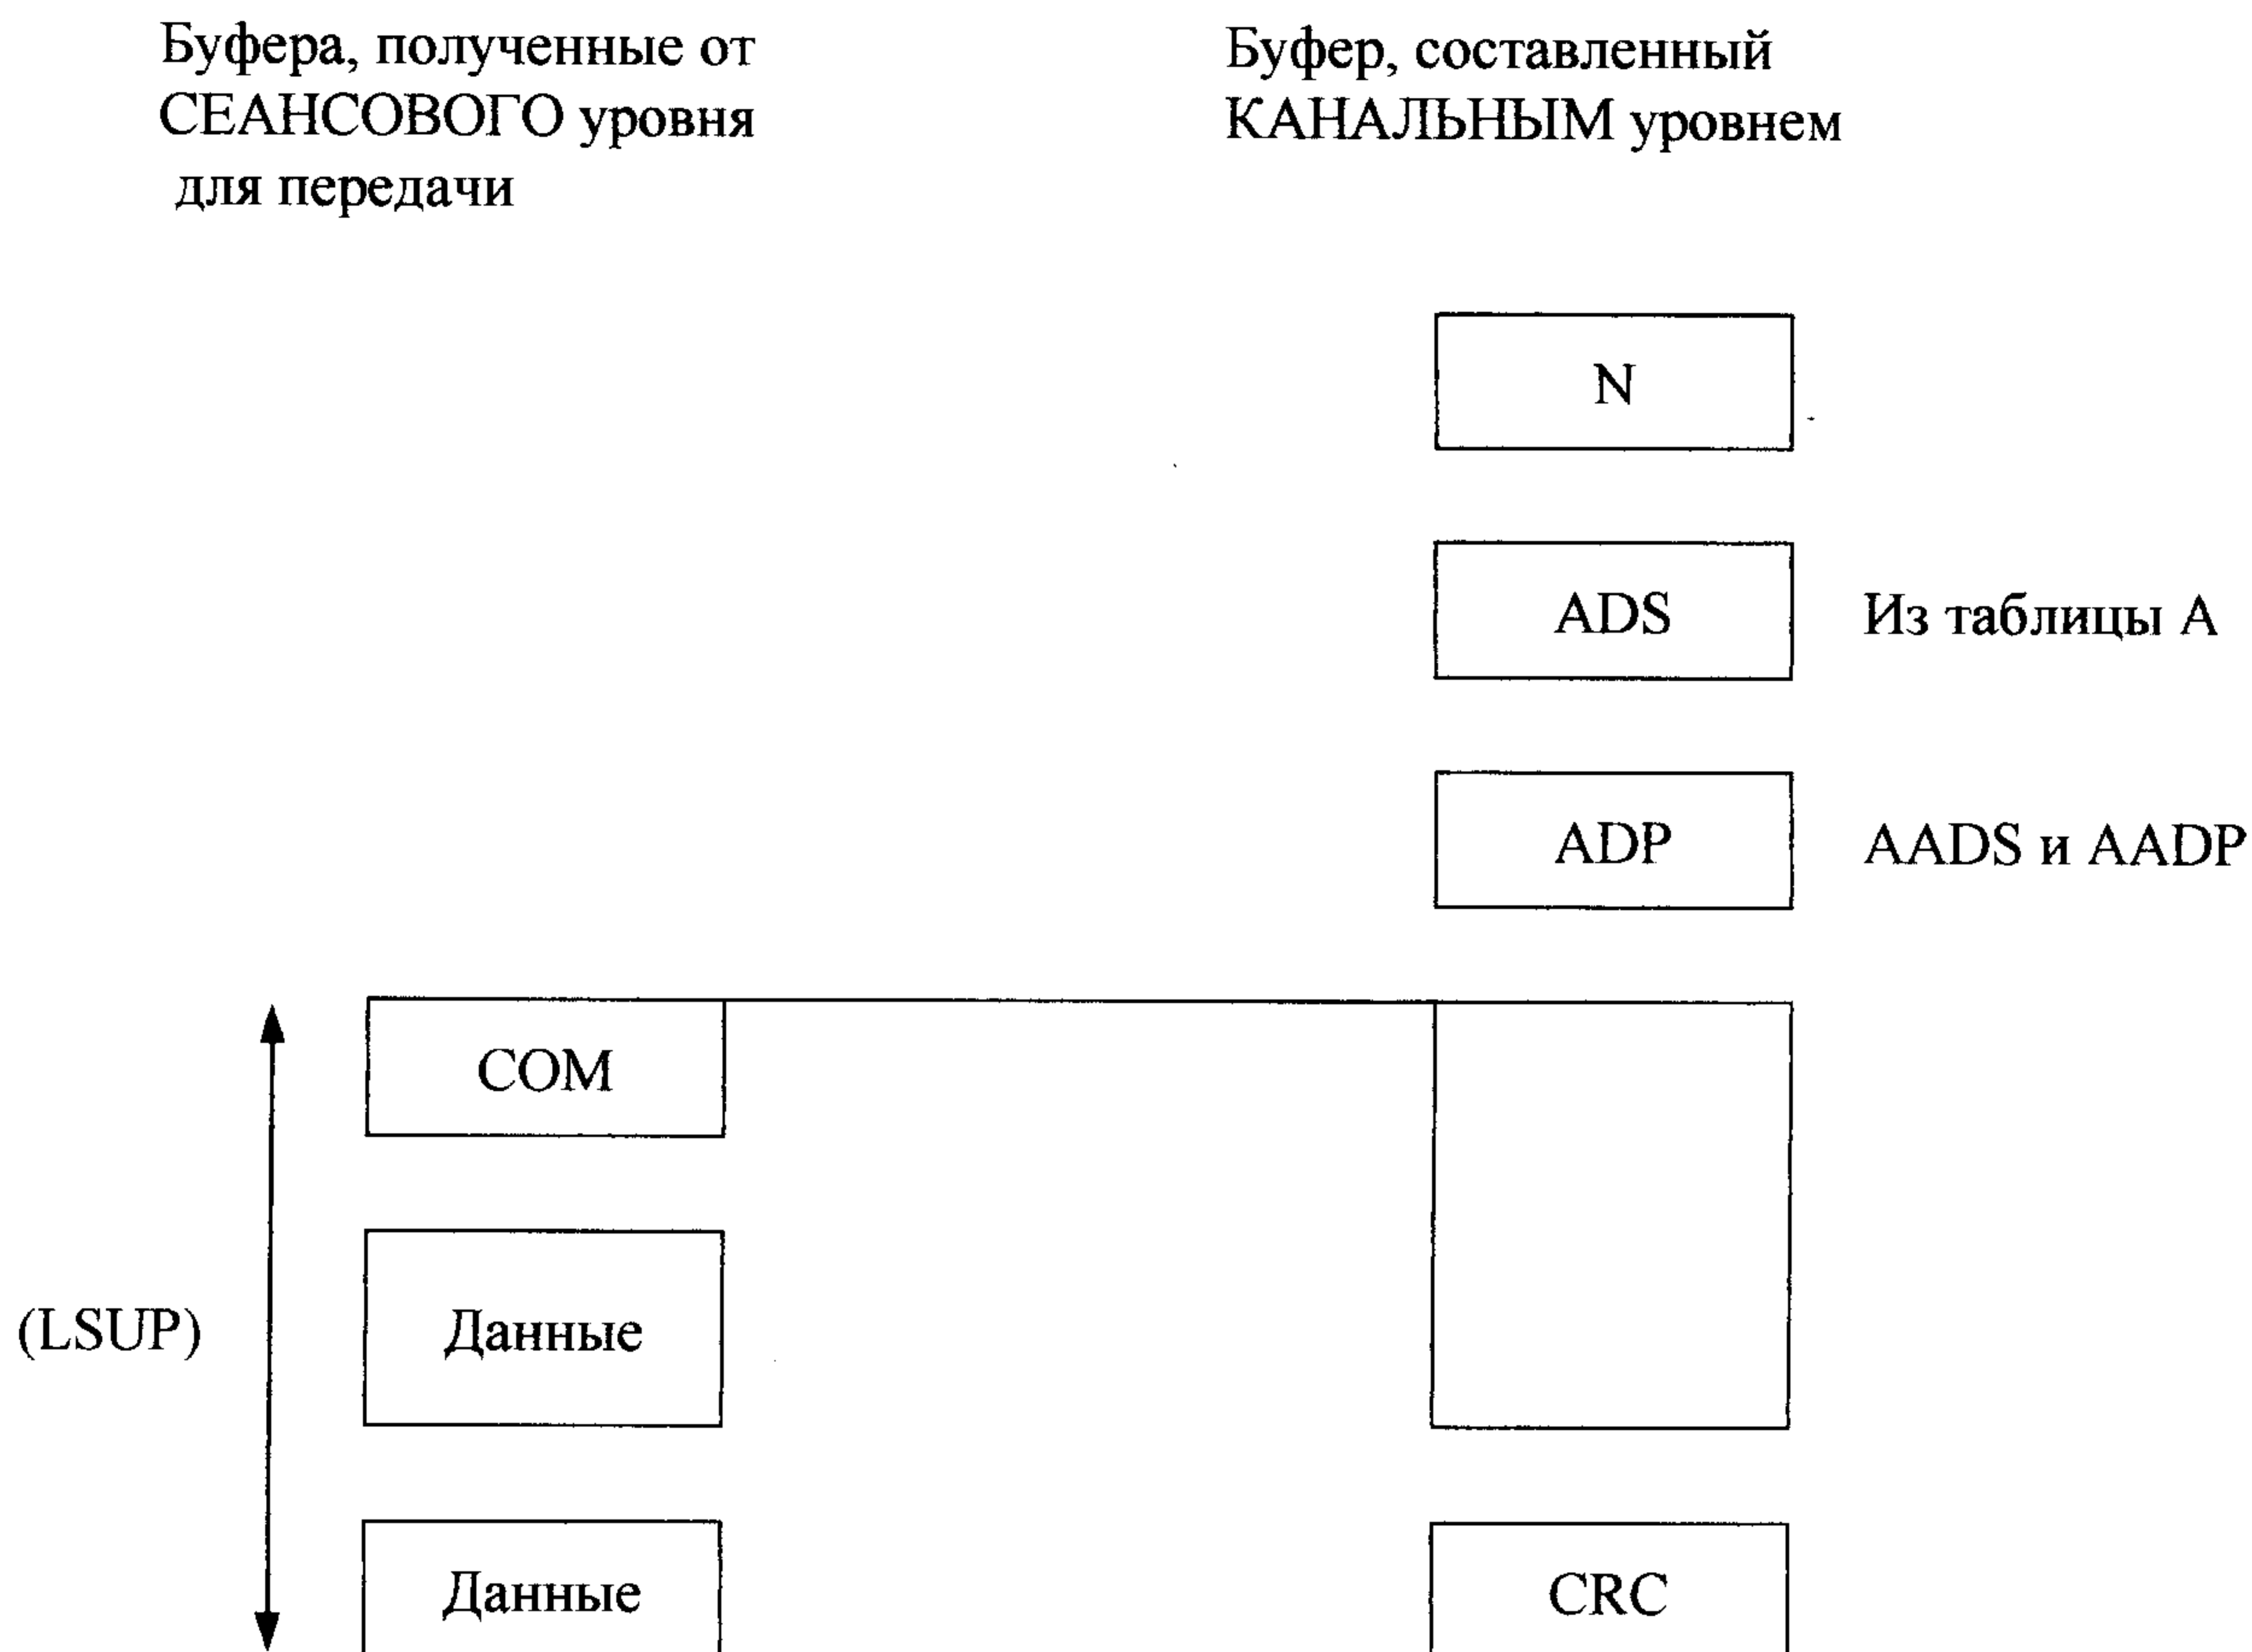 Буфера, полученные от
СЕАНСОВОГО уровня
для передачи
Буфер, составленный
КАНАЛЬНЫМ уровнем
N
ADS
Из таблицы А
ADP
AADS и AADP
COM
(LSUP)
Данные
Данные
CRC